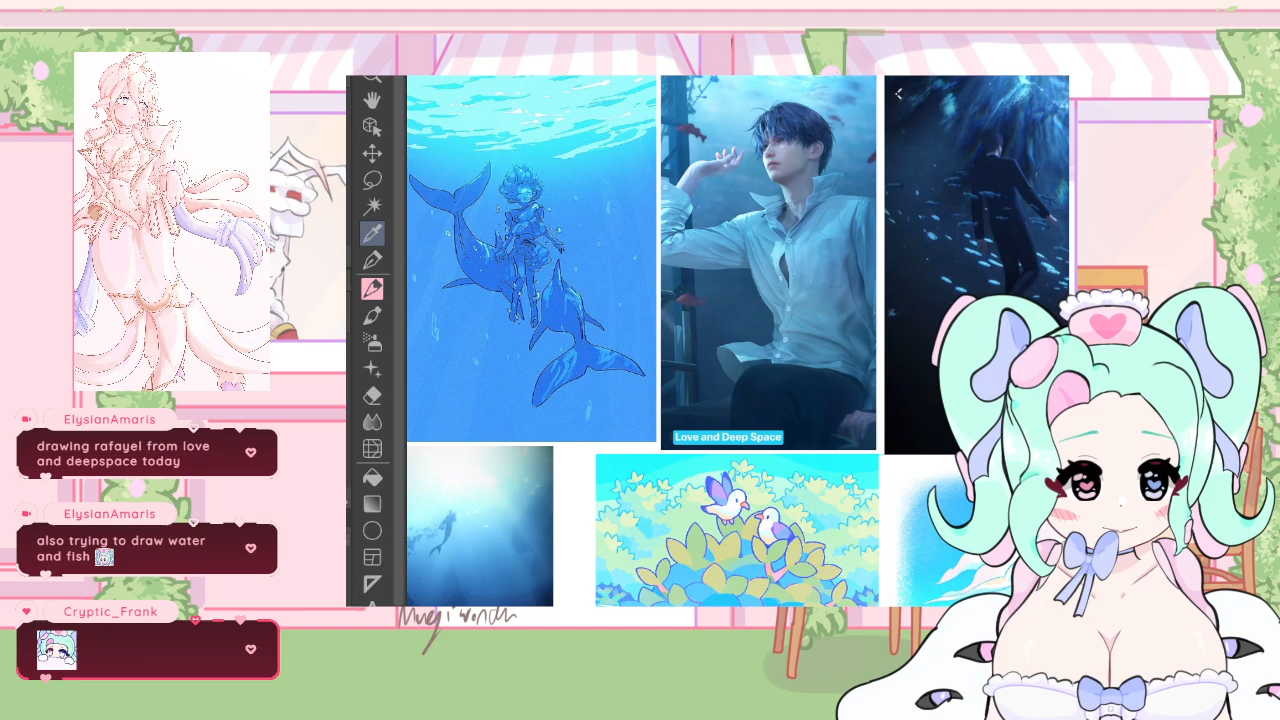 ElysianAmaris
drawing rafayel from love
and deepspace today
ElysianAmaris
also trying to draw water
and fish
Cryptic_Frank
Love and Deep Space